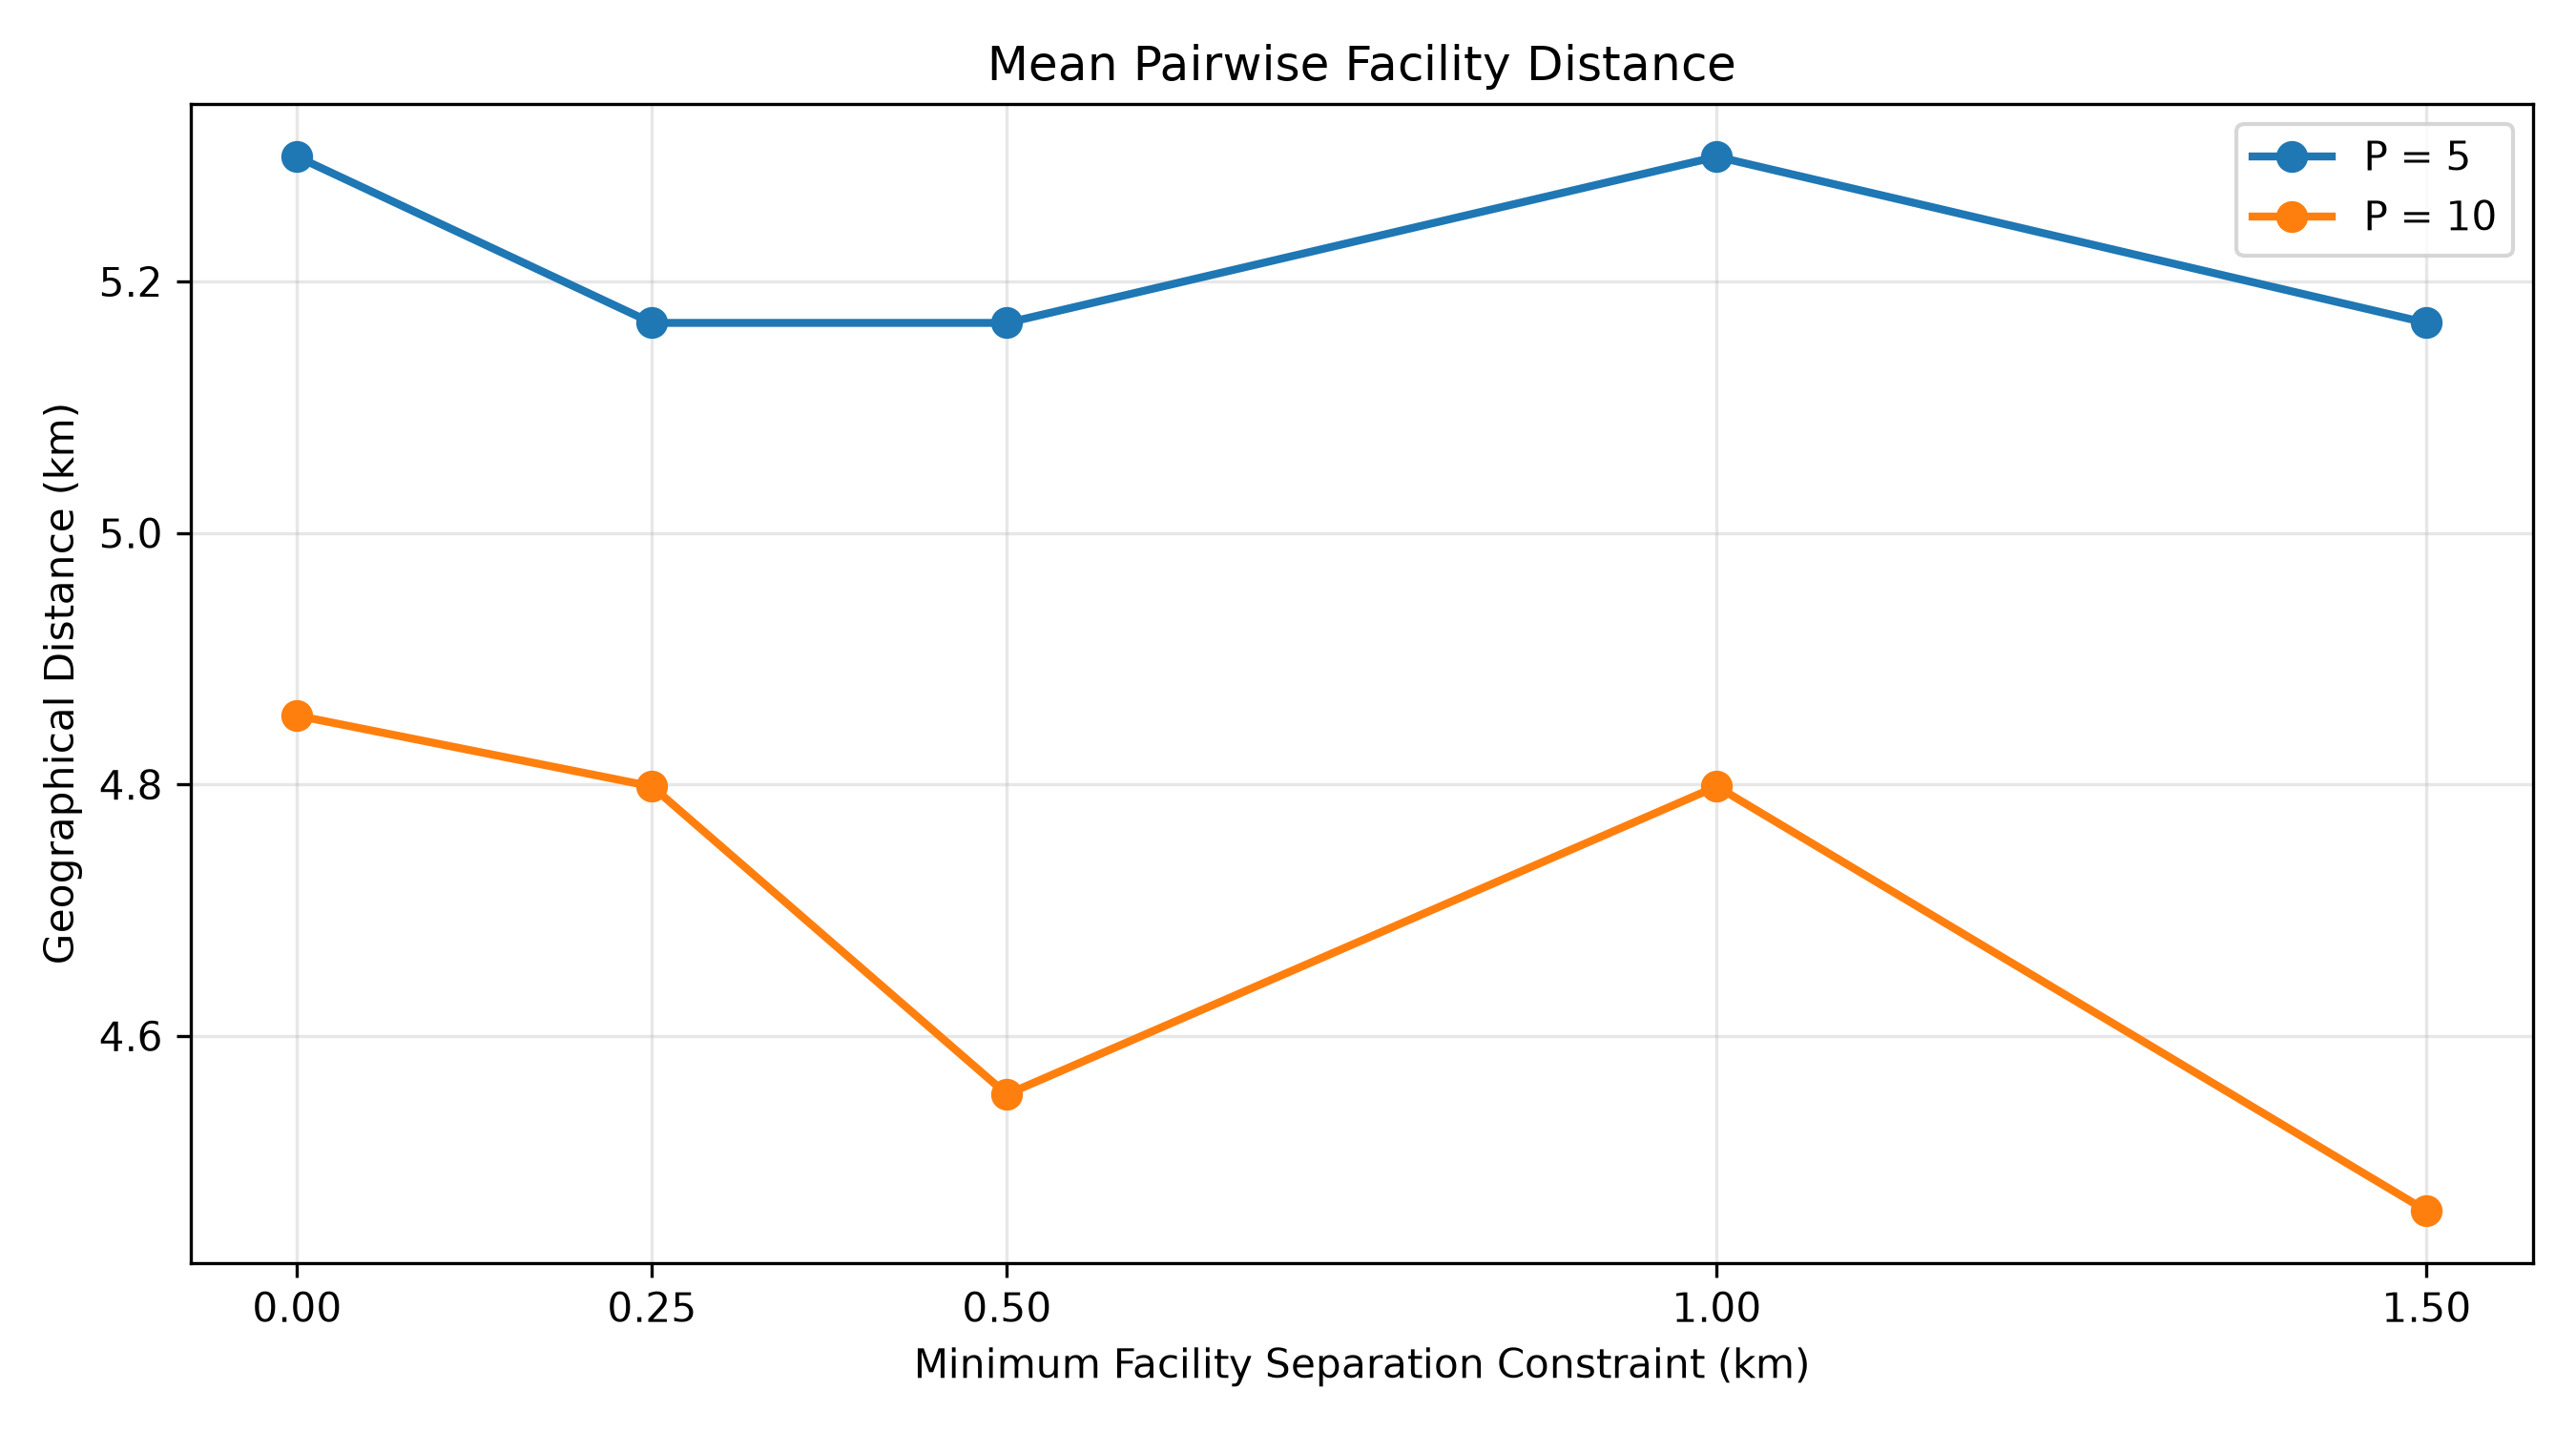 Mean Pairwise Facility Distance
P = 5
P = 10
Geographical Distance (km)
5.2
5.0
4.8
4.6
0.00 0.25 0.50 1.00 1.50
Minimum Facility Separation Constraint (km)